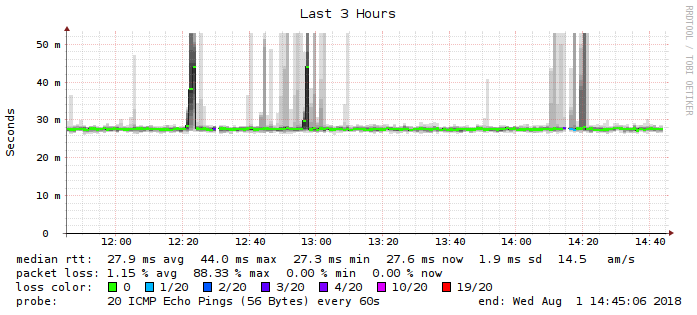 Last 3 Hours
RRDTOOL / TOBI OETIKER
Seconds
50 m
40 m
30 m
20 m
10 m
0
12:00 12:20 12:40 13:00 13:20 13:40 14:00 14:20 14:40
median rtt: 27.9 ms avg 44.0 ms max 27.3 ms min 27.6 ms now 1.9 ms sd 14.5 am/s
packet loss: 1.15 % avg 88.33 % max 0.00 % min 0.00 % now
loss color: 0 1/20 2/20 3/20 4/20 10/20 19/20
probe: 20 ICMP Echo Pings (56 Bytes) every 60s end: Wed Aug 1 14:45:06 2018